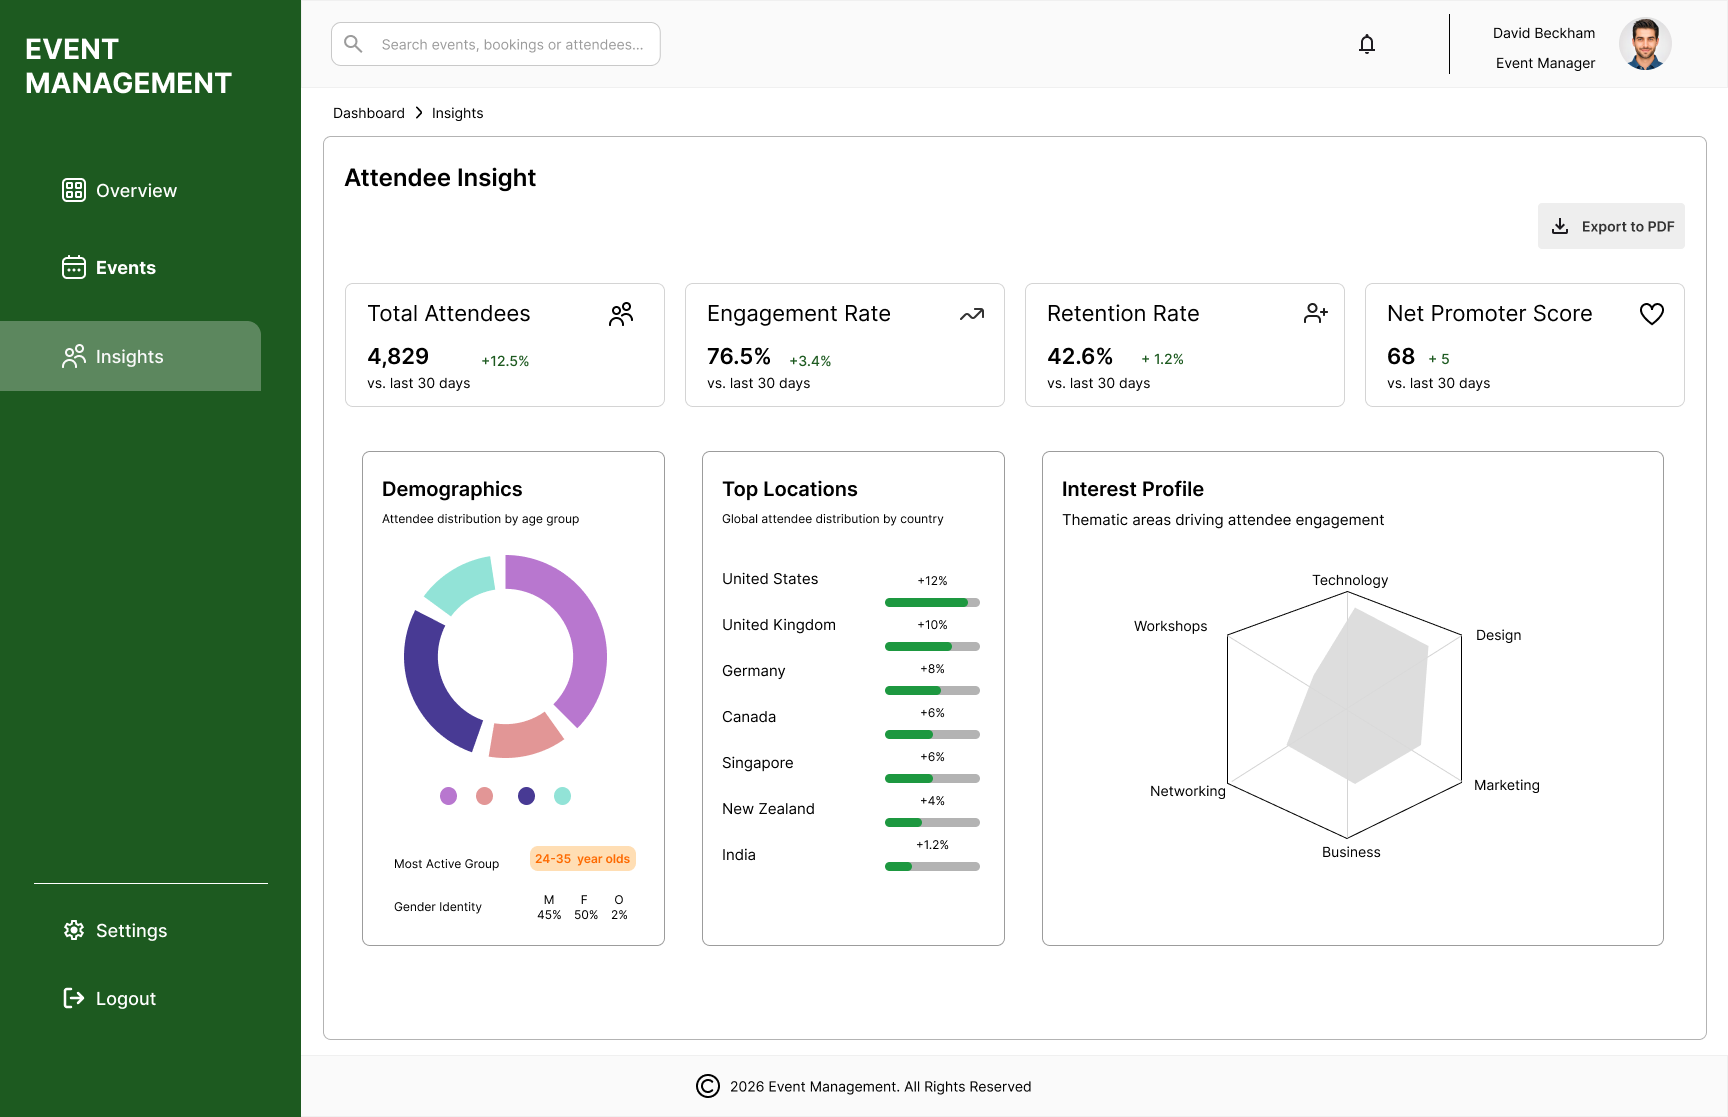 EVENT
MANAGEMENT
Overview
Events
Insights
Settings
Logout
Search events, bookings or attendees...
David Beckham
Event Manager
Dashboard > Insights
Attendee Insight
Export to PDF
Total Attendees
4,829 +12.5%
vs. last 30 days
Engagement Rate
76.5% +3.4%
vs. last 30 days
Retention Rate
42.6% + 1.2%
vs. last 30 days
Net Promoter Score
68 + 5
vs. last 30 days
Demographics
Attendee distribution by age group
Most Active Group 24-35 year olds
Gender Identity
M F O
45% 50% 2%
Top Locations
Global attendee distribution by country
United States +12%
United Kingdom +10%
Germany +8%
Canada +6%
Singapore +6%
New Zealand +4%
India +1.2%
Interest Profile
Thematic areas driving attendee engagement
Technology
Workshops
Design
Networking
Marketing
Business
© 2026 Event Management. All Rights Reserved